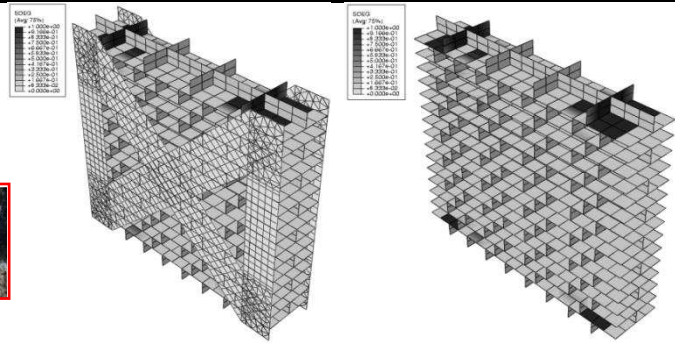 SDEG
(Avg: 75%)
+1.000e+00
+9.166e-01
+8.333e-01
+7.500e-01
+6.667e-01
+5.833e-01
+5.000e-01
+4.167e-01
+3.333e-01
+2.500e-01
+1.667e-01
+8.333e-02
+0.000e+00
SDEG
(Avg: 75%)
+1.000e+00
+9.166e-01
+8.333e-01
+7.500e-01
+6.667e-01
+5.833e-01
+5.000e-01
+4.167e-01
+3.333e-01
+2.500e-01
+1.667e-01
+8.333e-02
+0.000e+00